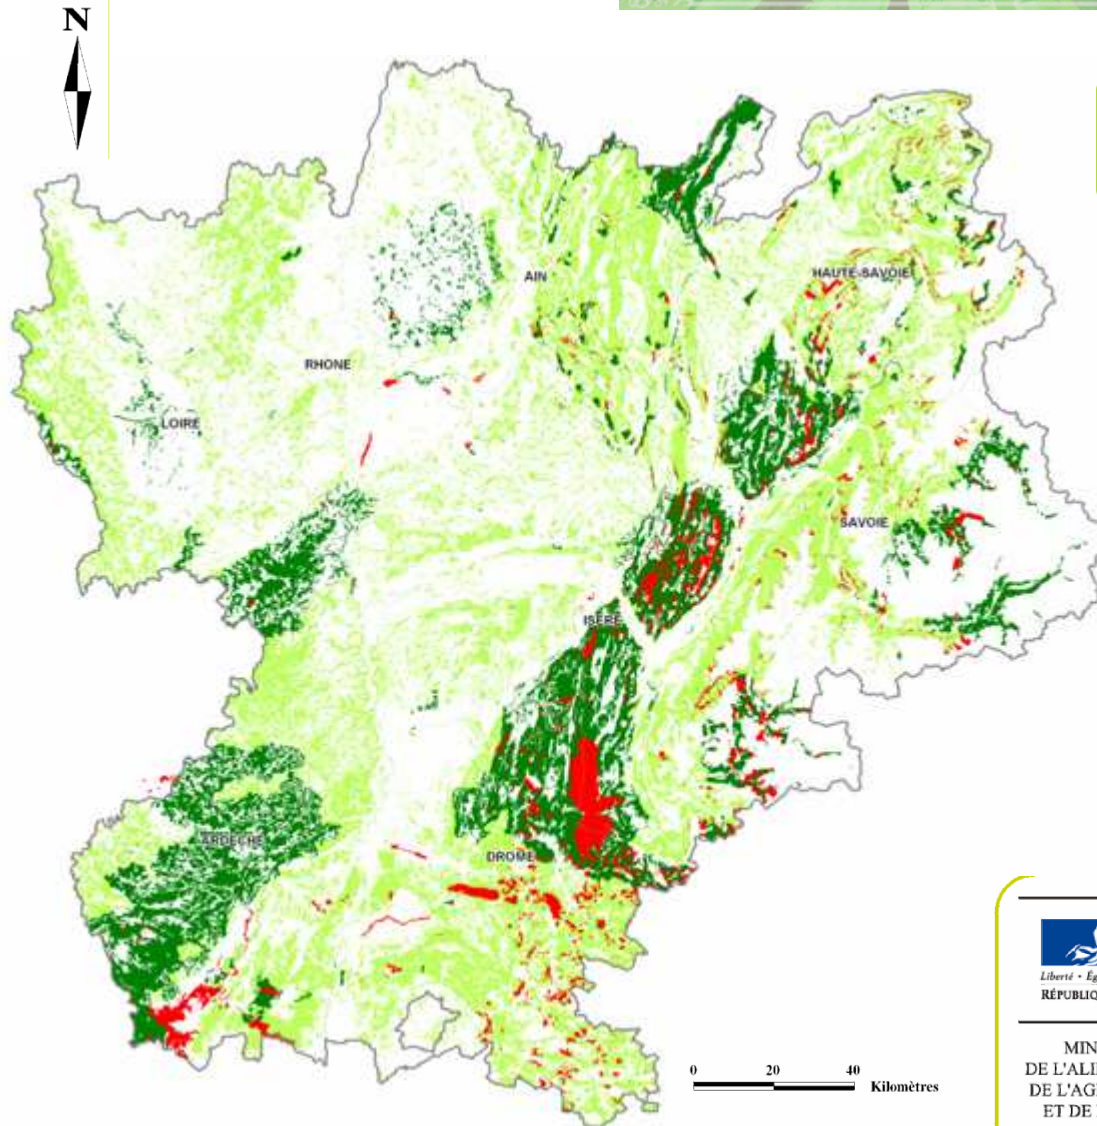 N
AIN
HAUTE-SAVOIE
RHONE
LOIRE
SAVOIE
ISERE
ARDECHE
DROME
0 20 40 Kilomètres
Liberté • Ég
RÉPUBLIQ
MIN
DE L'ALI
DE L'AG
ET DE